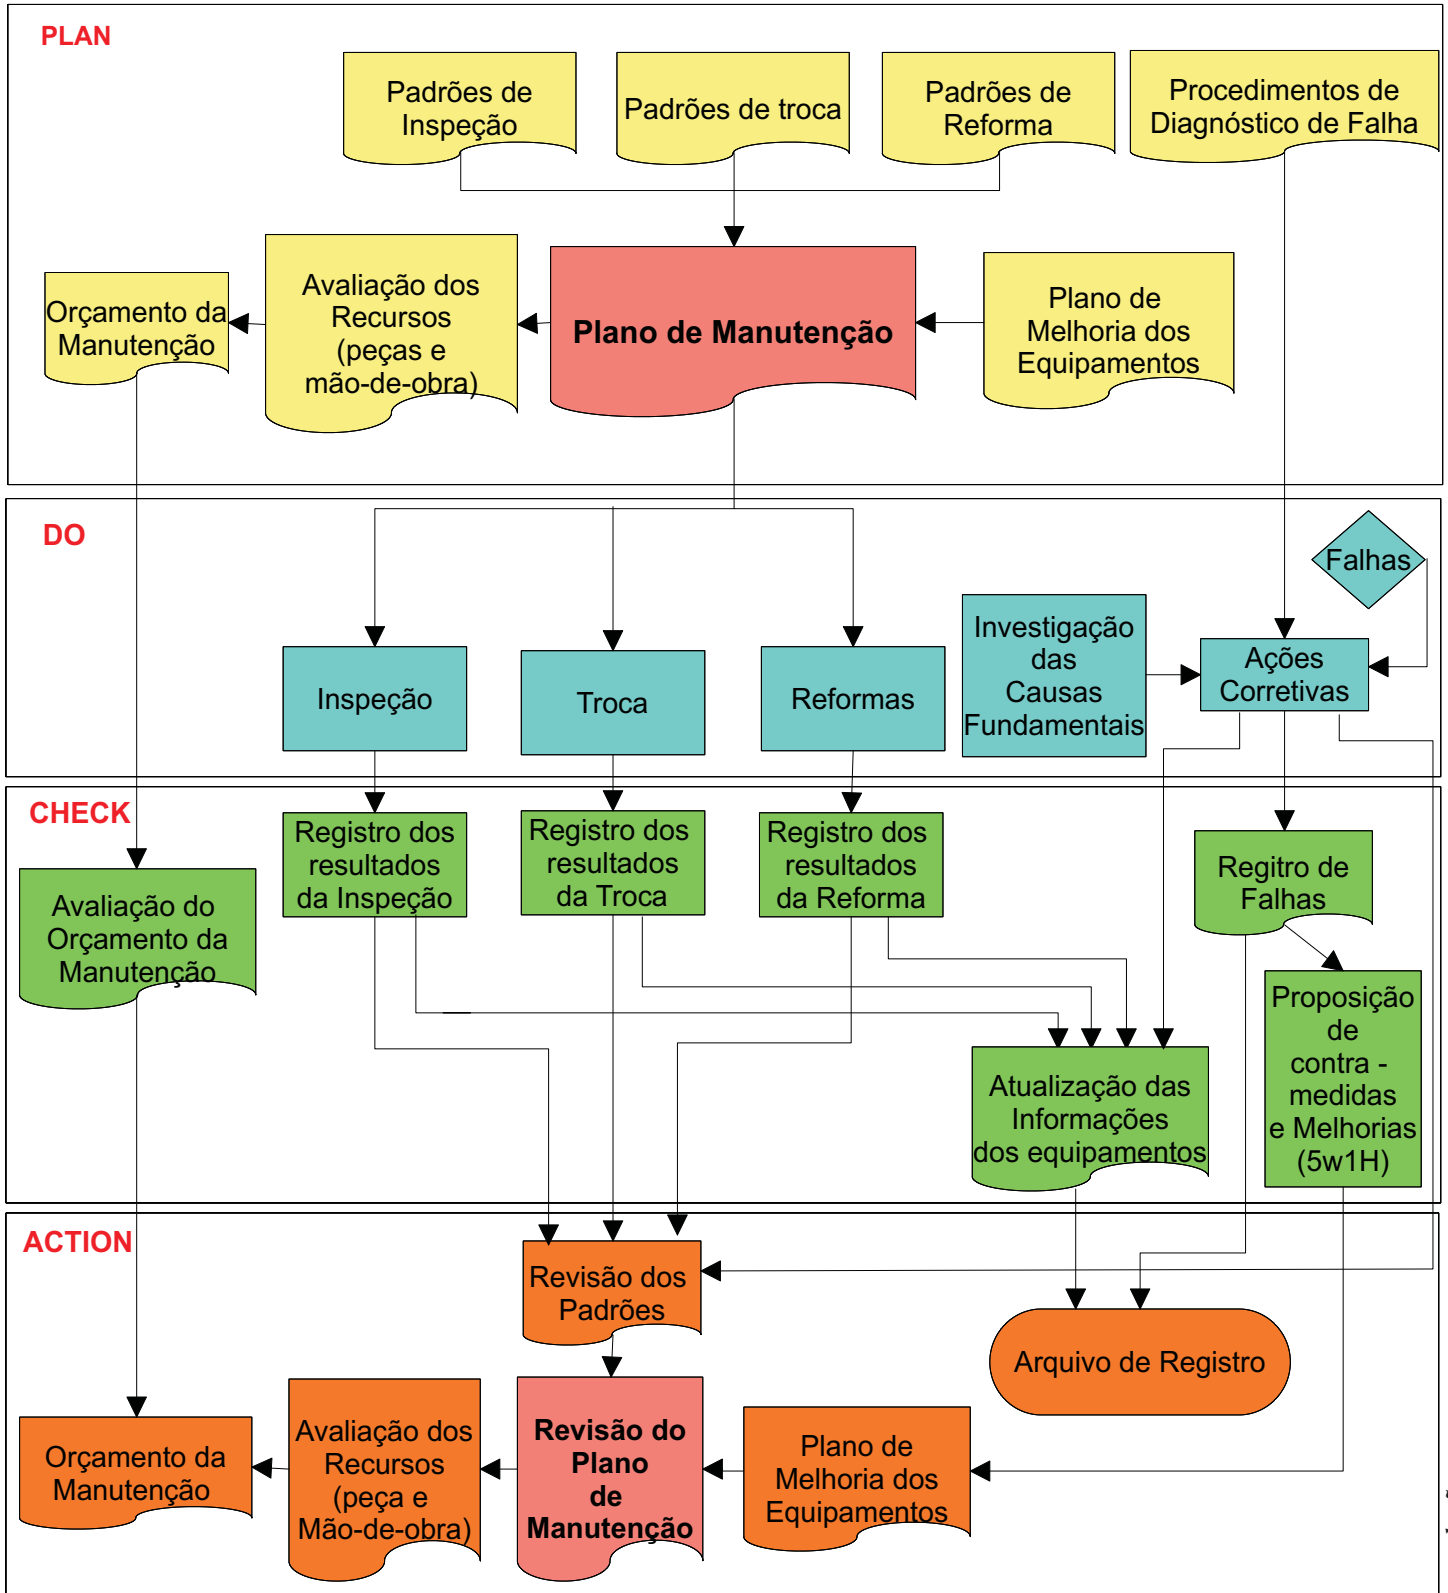 PLAN
Padrões de
Inspeção
Padrões de troca
Padrões de
Reforma
Procedimentos de
Diagnóstico de Falha
Orçamento da
Manutenção
Avaliação dos
Recursos
(peças e
mão-de-obra)
Plano de Manutenção
Plano de
Melhoria dos
Equipamentos
DO
Falhas
Inspeção
Troca
Reformas
Investigação
das
Causas
Fundamentais
Ações
Corretivas
CHECK
Avaliação do
Orçamento da
Manutenção
Registro dos
resultados
da Inspeção
Registro dos
resultados
da Troca
Registro dos
resultados
da Reforma
Regitro de
Falhas
Atualização das
Informações
dos equipamentos
Proposição
de
contra -
medidas
e Melhorias
(5w1H)
ACTION
Revisão dos
Padrões
Arquivo de Registro
Orçamento da
Manutenção
Avaliação dos
Recursos
(peça e
Mão-de-obra)
Revisão do
Plano
de
Manutenção
Plano de
Melhoria dos
Equipamentos